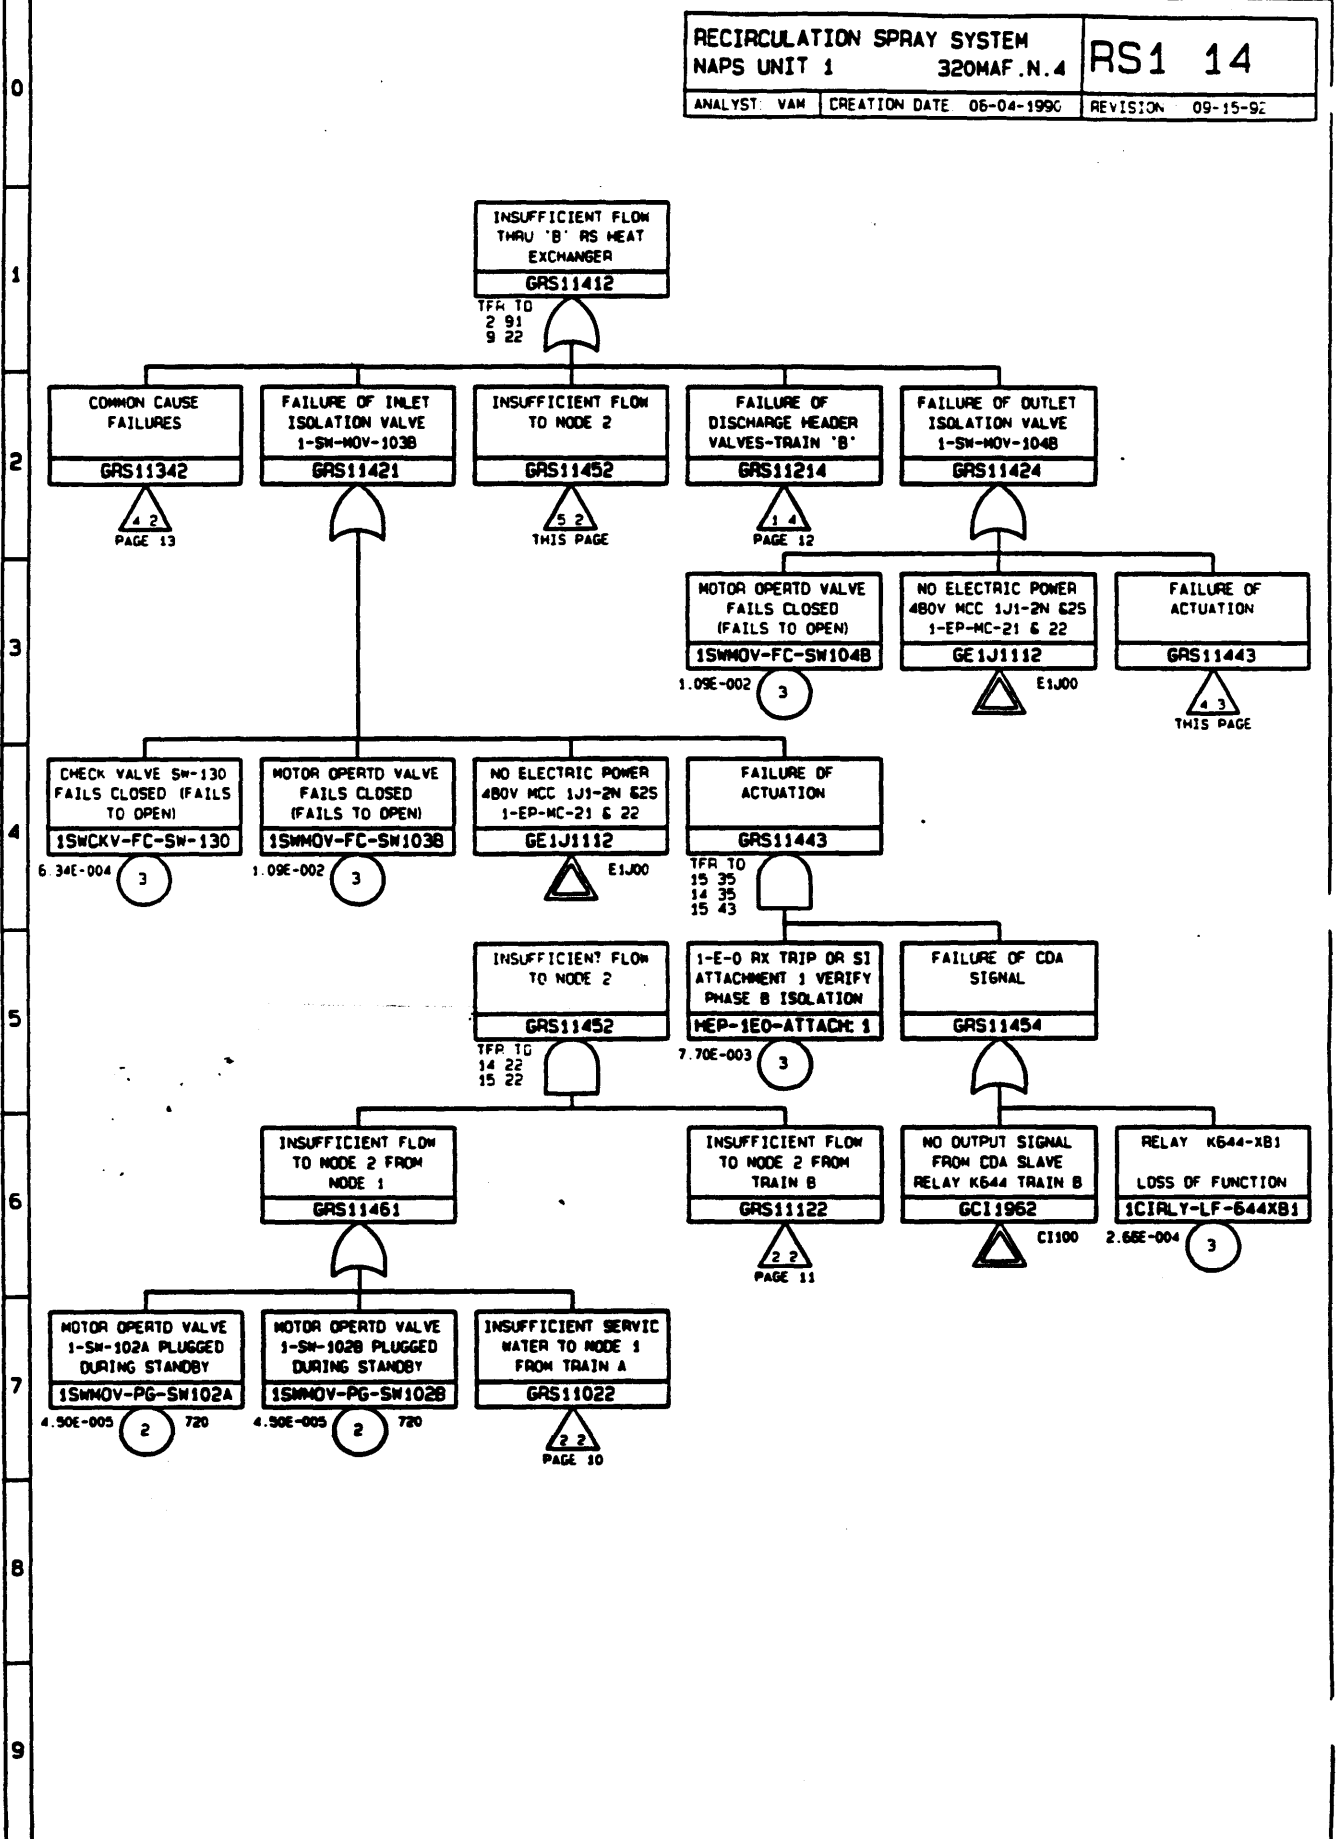 RECIRCULATION SPRAY SYSTEM
NAPS UNIT 1 320MAF.N.4
RS1 14
ANALYST: VAM CREATION DATE 06-04-1990 REVISION 09-15-92
0
INSUFFICIENT FLOW
THRU 'B' RS HEAT
EXCHANGER
GRS11412
TFR TO
2 91
9 22
1
COMMON CAUSE
FAILURES
GRS11342
4 2
PAGE 13
FAILURE OF INLET
ISOLATION VALVE
1-SW-MOV-103B
GRS11421
INSUFFICIENT FLOW
TO NODE 2
GRS11452
5 2
THIS PAGE
FAILURE OF
DISCHARGE HEADER
VALVES-TRAIN 'B'
GRS11214
1 4
PAGE 12
FAILURE OF OUTLET
ISOLATION VALVE
1-SW-MOV-104B
GRS11424
2
MOTOR OPERTD VALVE
FAILS CLOSED
(FAILS TO OPEN)
1SWMOV-FC-SW104B
1.09E-002
3
NO ELECTRIC POWER
480V MCC 1J1-2N &2S
1-EP-MC-21 & 22
GE1J1112
E1J00
FAILURE OF
ACTUATION
GRS11443
4 3
THIS PAGE
3
CHECK VALVE SW-130
FAILS CLOSED (FAILS
TO OPEN)
1SWCKV-FC-SW-130
6.34E-004
3
MOTOR OPERTD VALVE
FAILS CLOSED
(FAILS TO OPEN)
1SWMOV-FC-SW103B
1.09E-002
3
NO ELECTRIC POWER
480V MCC 1J1-2N &2S
1-EP-MC-21 & 22
GE1J1112
E1J00
FAILURE OF
ACTUATION
GRS11443
TFR TO
15 35
14 35
15 43
4
INSUFFICIENT FLOW
TO NODE 2
GRS11452
TFR TO
14 22
15 22
1-E-0 RX TRIP OR SI
ATTACHMENT 1 VERIFY
PHASE B ISOLATION
HEP-1E0-ATTACH: 1
7.70E-003
3
FAILURE OF CDA
SIGNAL
GRS11454
5
INSUFFICIENT FLOW
TO NODE 2 FROM
NODE 1
GRS11461
INSUFFICIENT FLOW
TO NODE 2 FROM
TRAIN B
GRS11122
2 2
PAGE 11
NO OUTPUT SIGNAL
FROM CDA SLAVE
RELAY K644 TRAIN B
GCI1962
CI100
RELAY K644-XB1
LOSS OF FUNCTION
1CIRLY-LF-644XB1
2.66E-004
3
6
MOTOR OPERTD VALVE
1-SW-102A PLUGGED
DURING STANDBY
1SWMOV-PG-SW102A
4.90E-005
2
720
MOTOR OPERTD VALVE
1-SW-102B PLUGGED
DURING STANDBY
1SWMOV-PG-SW102B
4.90E-005
2
720
INSUFFICIENT SERVIC
WATER TO NODE 1
FROM TRAIN A
GRS11022
2 2
PAGE 10
7
8
9